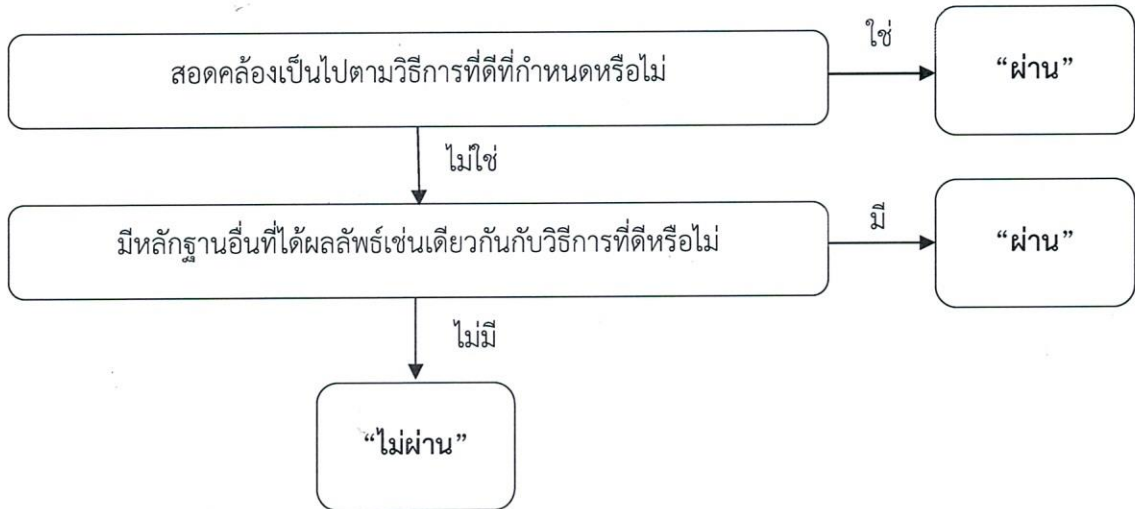 สอดคล้องเป็นไปตามวิธีการที่ดีที่กำหนดหรือไม่
ใช่
“ผ่าน”
ไม่ใช่
มีหลักฐานอื่นที่ได้ผลลัพธ์เช่นเดียวกันกับวิธีการที่ดีหรือไม่
มี
“ผ่าน”
ไม่มี
“ไม่ผ่าน”